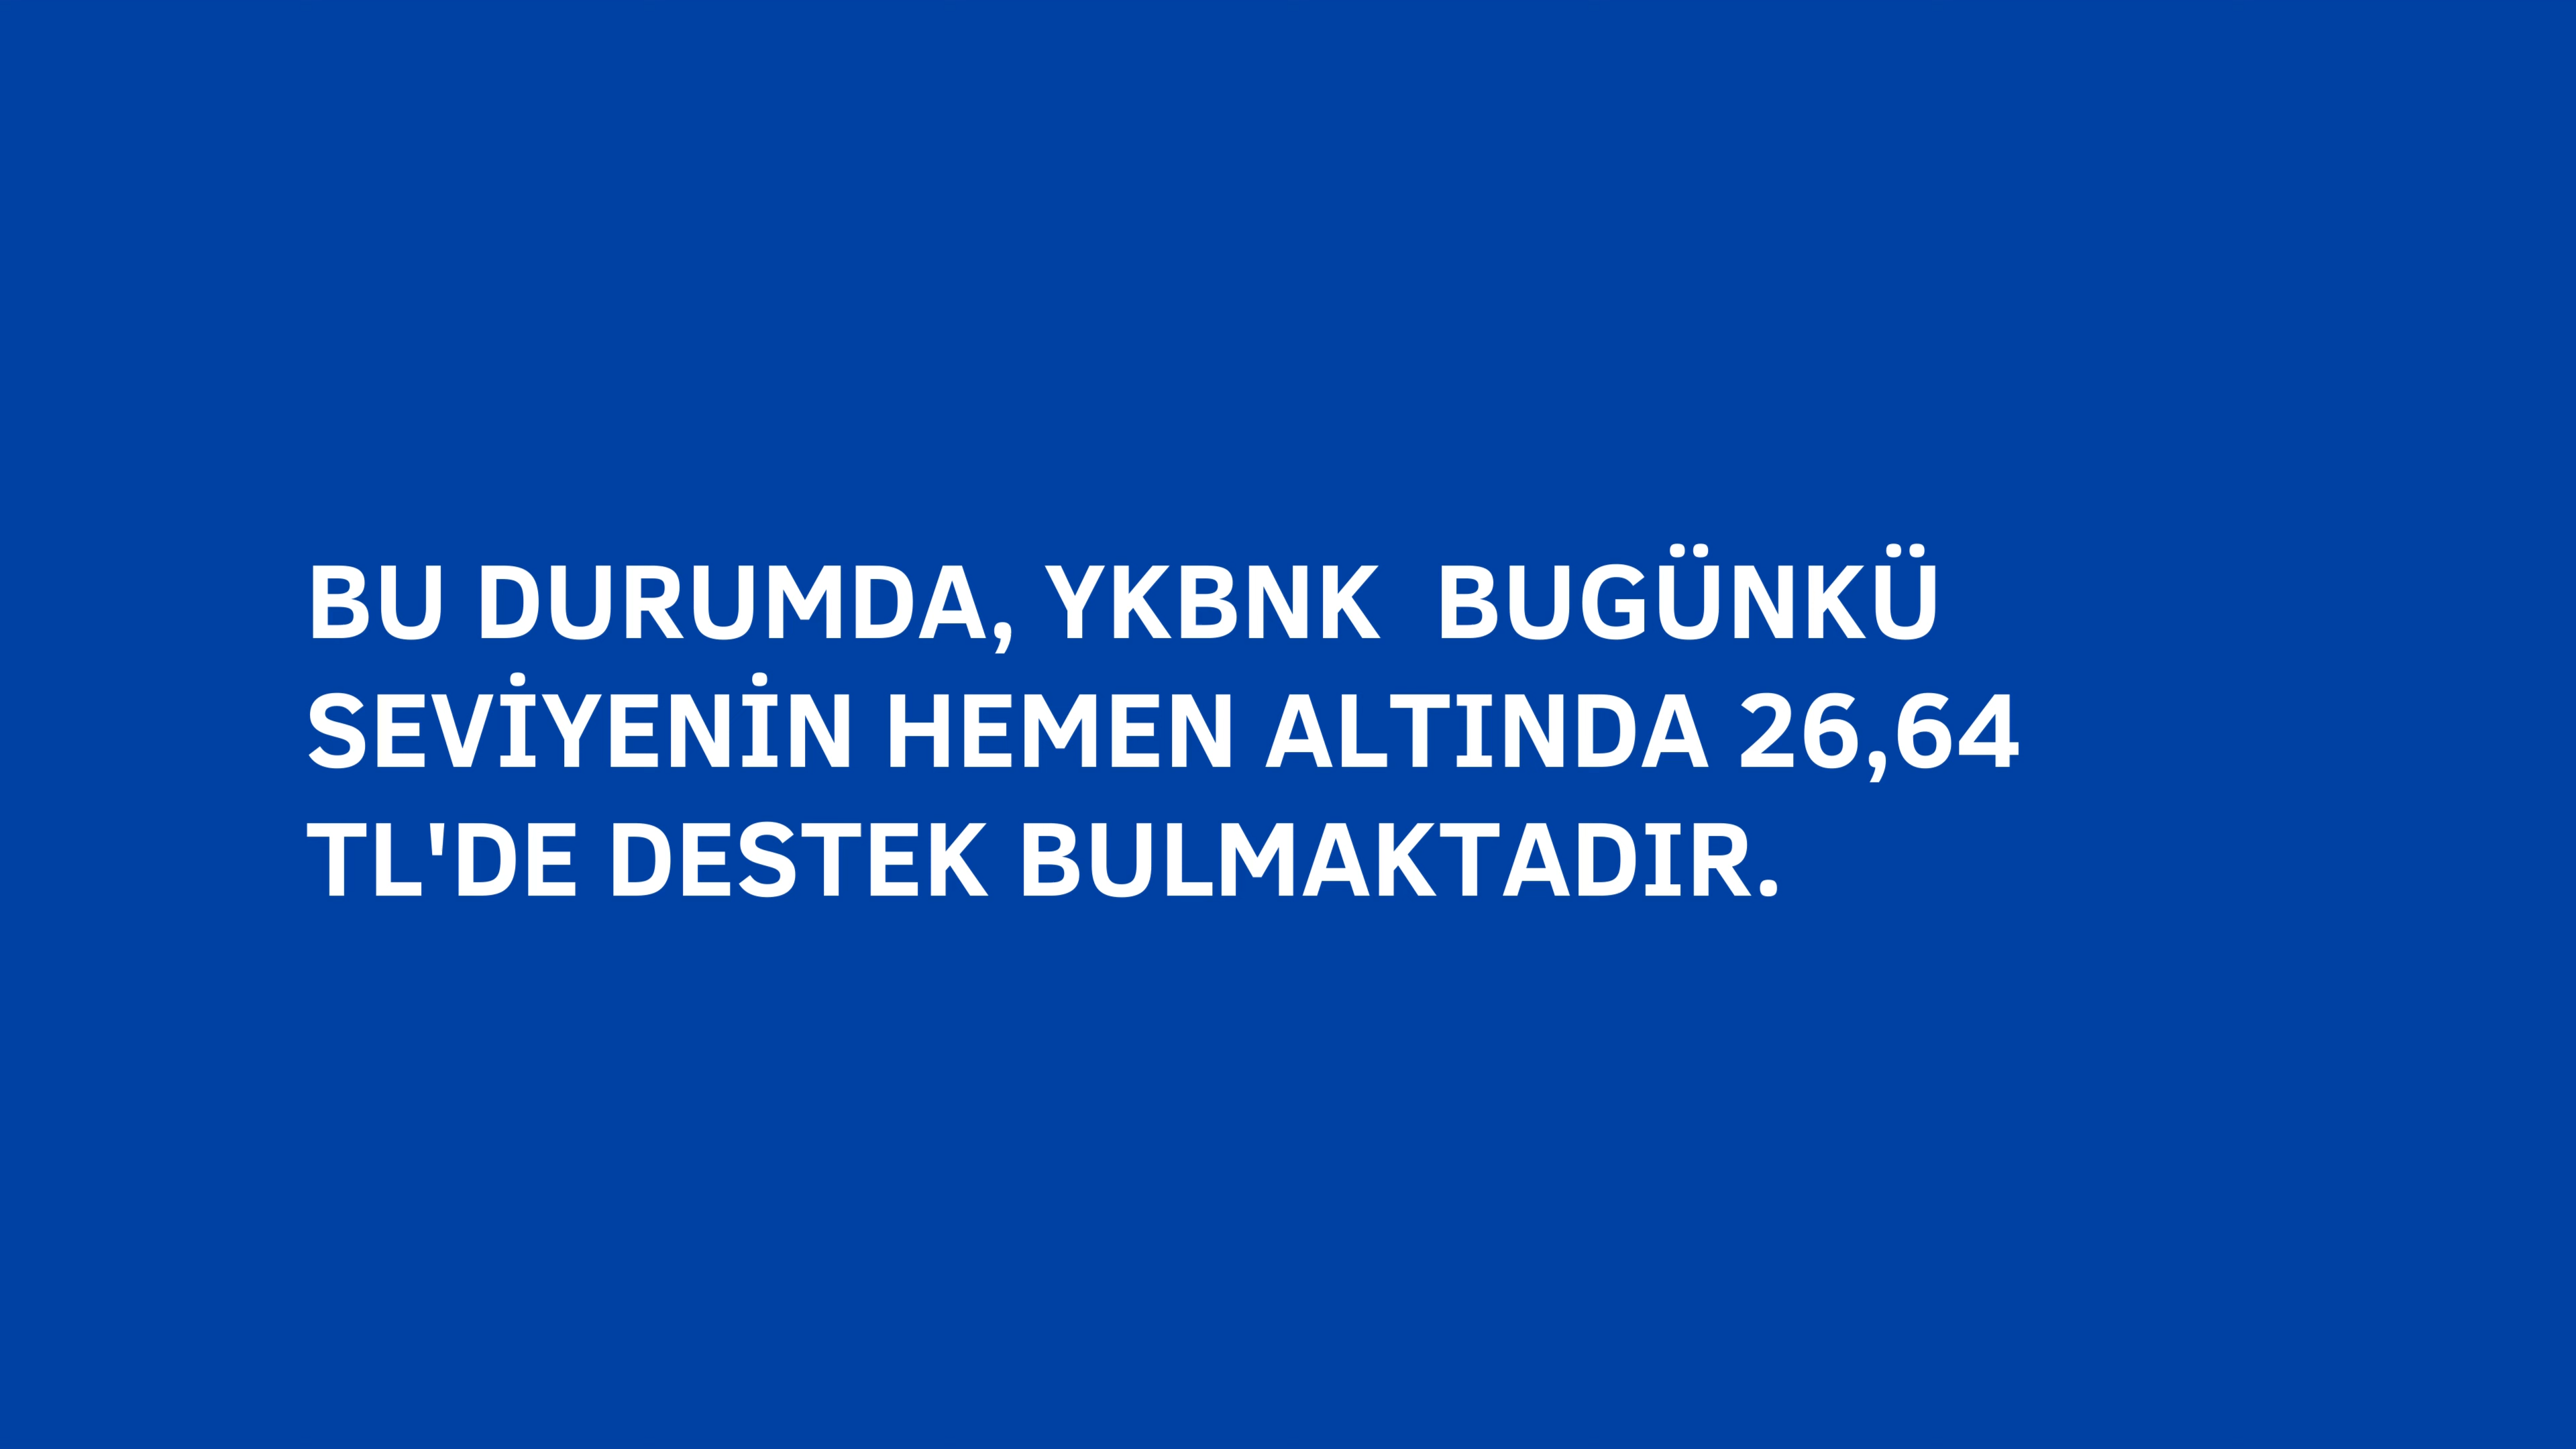 BU DURUMDA, YKBNK  BUGÜNKÜ
SEVİYENİN HEMEN ALTINDA 26,64
TL'DE DESTEK BULMAKTADIR.